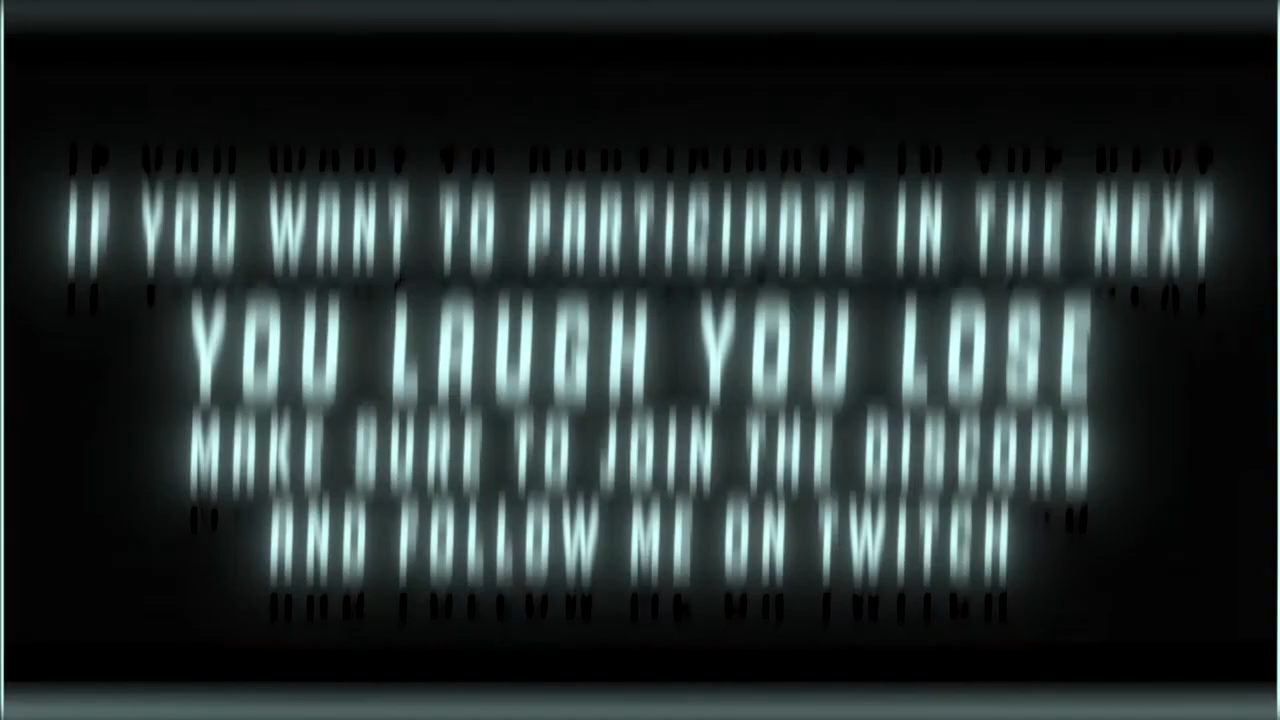 IF YOU WANT TO PARTICIPATE IN THE NEXT
YOU LAUGH YOU LOSE
MAKE SURE TO JOIN THE DISCORD
AND FOLLOW ME ON TWITCH